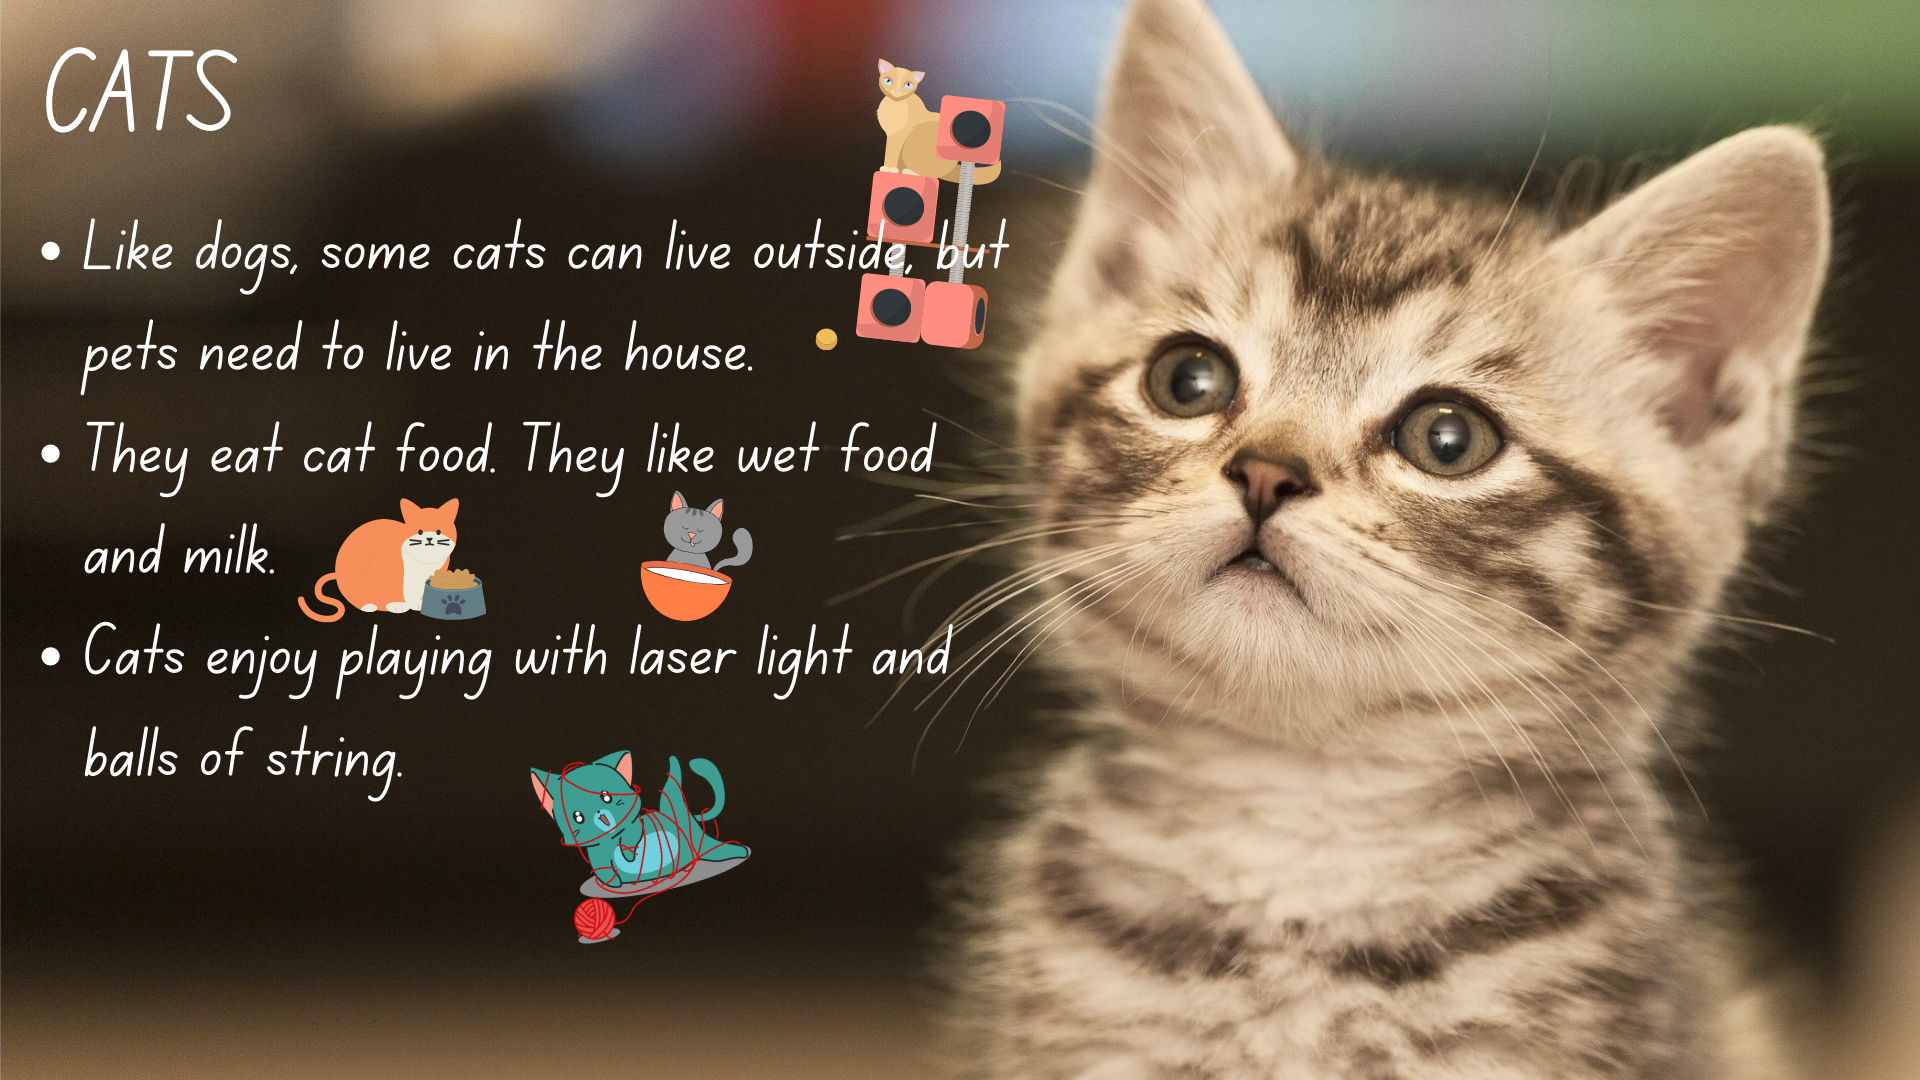 CATS
• Like dogs, some cats can live outside, but
pets need to live in the house.
• They eat cat food. They like wet food
and milk.
• Cats enjoy playing with laser light and
balls of string.